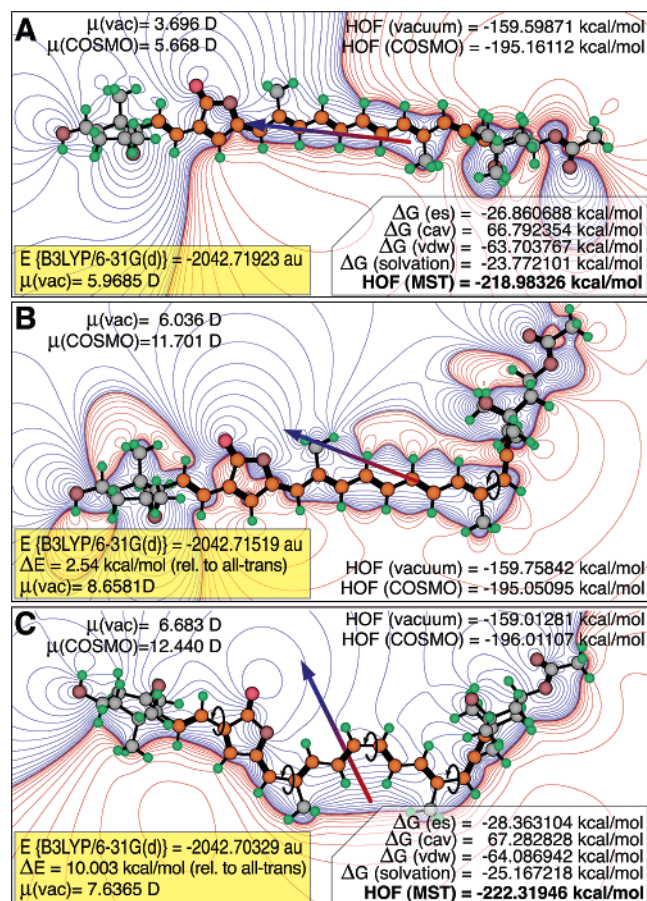 A
μ(vac) = 3.696 D
μ(COSMO)= 5.668 D
HOF (vacuum) = -159.59871 kcal/mol
HOF (COSMO) = -195.16112 kcal/mol
E {B3LYP/6-31G(d)} = -2042.71923 au
μ(vac)= 5.9685 D
ΔG (es) = -26.860688 kcal/mol
ΔG (cav) = 66.792354 kcal/mol
ΔG (vdw) = -63.703767 kcal/mol
ΔG (solvation) = -23.772101 kcal/mol
HOF (MST) = -218.98326 kcal/mol
B
μ(vac) = 6.036 D
μ(COSMO)=11.701 D
E {B3LYP/6-31G(d)} = -2042.71519 au
ΔE = 2.54 kcal/mol (rel. to all-trans)
μ(vac)= 8.6581 D
HOF (vacuum) = -159.75842 kcal/mol
HOF (COSMO) = -195.05095 kcal/mol
C
μ(vac) = 6.683 D
μ(COSMO)= 12.440 D
HOF (vacuum) = -159.01281 kcal/mol
HOF (COSMO) = -196.01107 kcal/mol
E {B3LYP/6-31G(d)} = -2042.70329 au
ΔE = 10.003 kcal/mol (rel. to all-trans)
μ(vac)= 7.6365 D
ΔG (es) = -28.363104 kcal/mol
ΔG (cav) = 67.282828 kcal/mol
ΔG (vdw) = -64.086942 kcal/mol
ΔG (solvation) = -25.167218 kcal/mol
HOF (MST) = -222.31946 kcal/mol